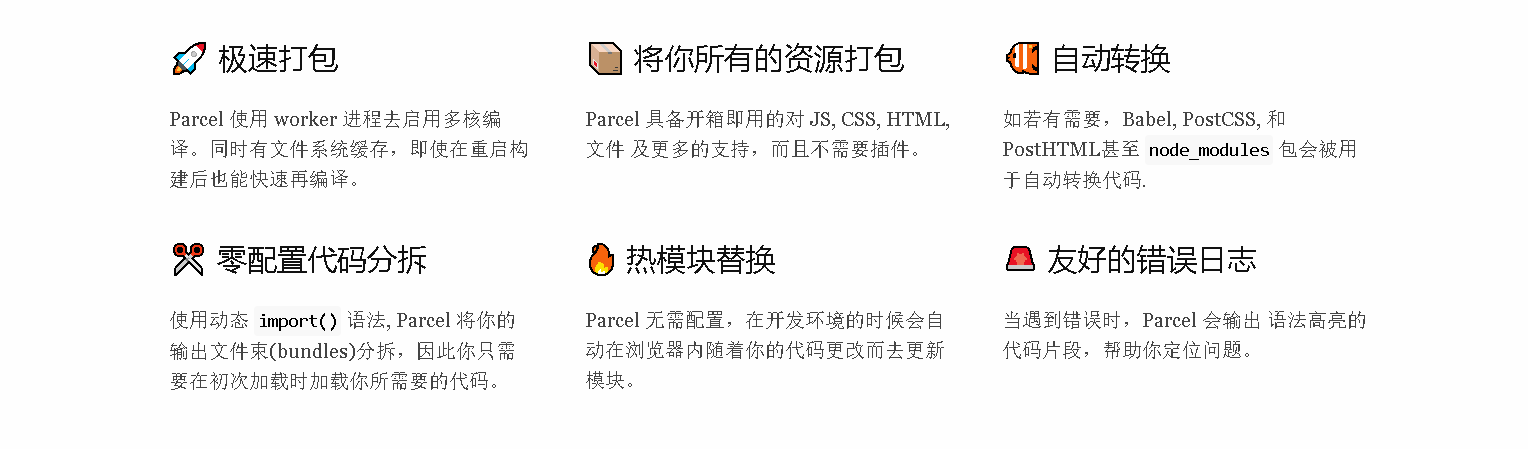 极速打包
Parcel 使用 worker 进程去启用多核编
译。同时有文件系统缓存，即使在重启构
建后也能快速再编译。
将你所有的资源打包
Parcel 具备开箱即用的对 JS, CSS, HTML,
文件 及更多的支持，而且不需要插件。
自动转换
如若有需要，Babel, PostCSS, 和
PostHTML甚至 node_modules 包会被用
于自动转换代码.
零配置代码分拆
使用动态 import() 语法, Parcel 将你的
输出文件束(bundles)分拆，因此你只需
要在初次加载时加载你所需要的代码。
热模块替换
Parcel 无需配置，在开发环境的时候会自
动在浏览器内随着你的代码更改而去更新
模块。
友好的错误日志
当遇到错误时，Parcel 会输出 语法高亮的
代码片段，帮助你定位问题。